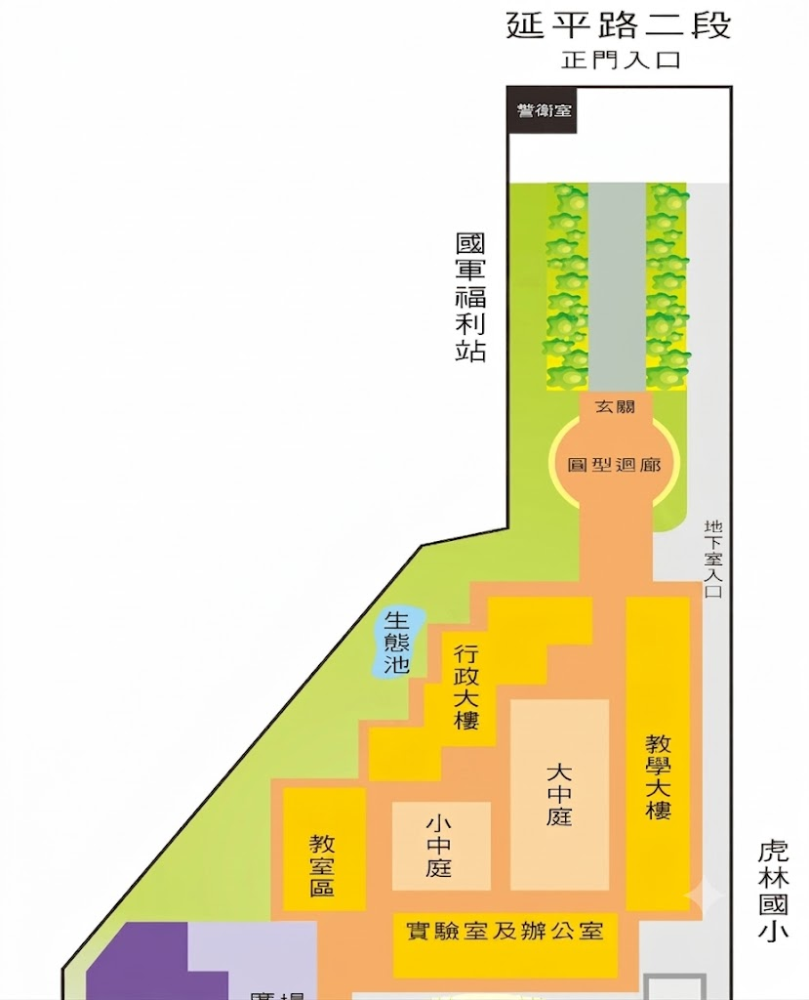 延平路二段
正門入口
警衛室
國軍福利站
玄關
圓型迴廊
地下室入口
生態池
行政大樓
大中庭
教學大樓
小中庭
教室區
虎林國小
實驗室及辦公室
廣場